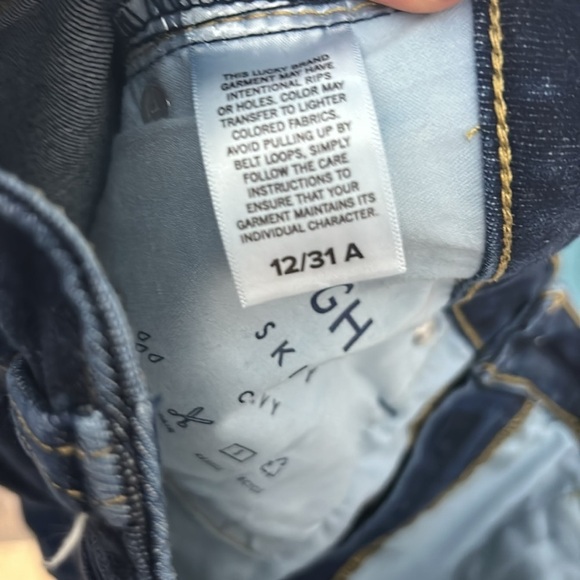 THIS LUCKY BRAND
GARMENT MAY HAVE
INTENTIONAL RIPS
OR HOLES. COLOR MAY
TRANSFER TO LIGHTER
COLORED FABRICS.
AVOID PULLING UP BY
BELT LOOPS, SIMPLY
FOLLOW THE CARE
INSTRUCTIONS TO
ENSURE THAT YOUR
GARMENT MAINTAINS ITS
INDIVIDUAL CHARACTER.
12/31 A
GH